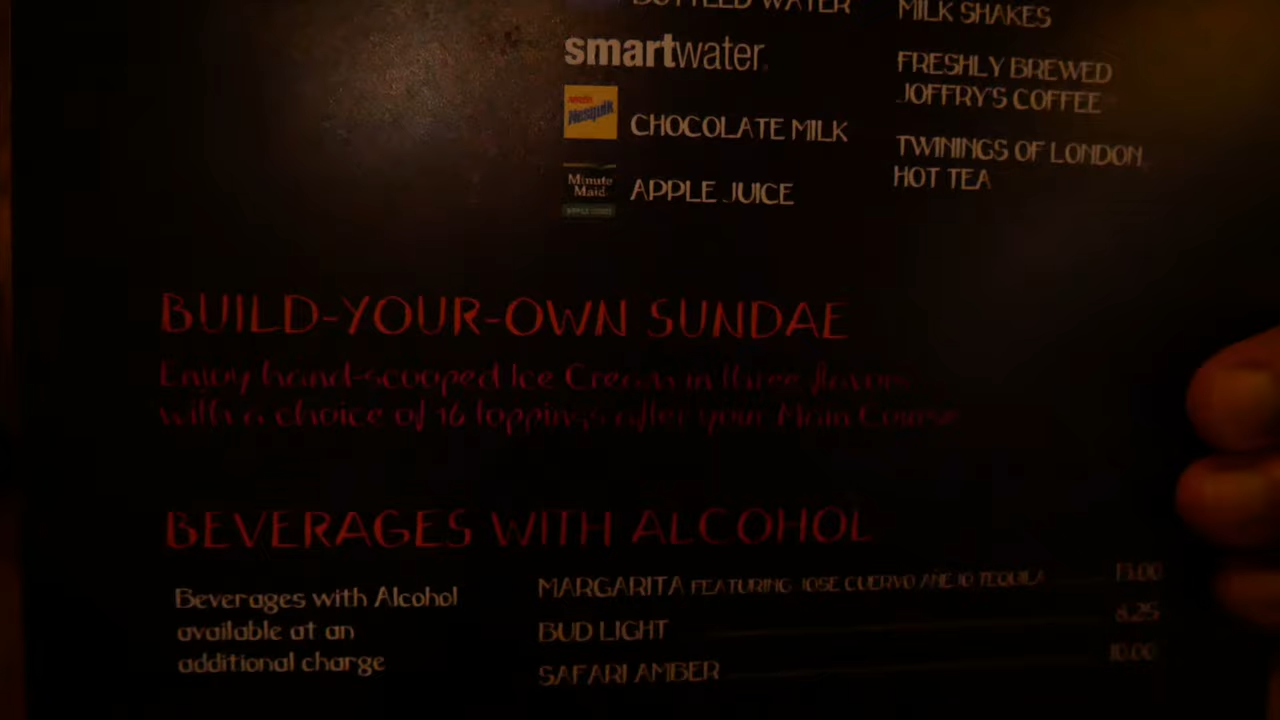 BOTTLED WATER
smartwater.
Nesquik
CHOCOLATE MILK
Minute
Maid
APPLE JUICE
MILK SHAKES
FRESHLY BREWED
JOFFRY'S COFFEE
TWININGS OF LONDON
HOT TEA
BUILD-YOUR-OWN SUNDAE
Enjoy hand-scooped Ice Cream in three flavors
with a choice of 16 toppings after your Main Course
BEVERAGES WITH ALCOHOL
Beverages with Alcohol
available at an
additional charge
MARGARITA FEATURING JOSE CUERVO AÑEJO TEQUILA 13.00
BUD LIGHT 8.25
SAFARI AMBER 10.00